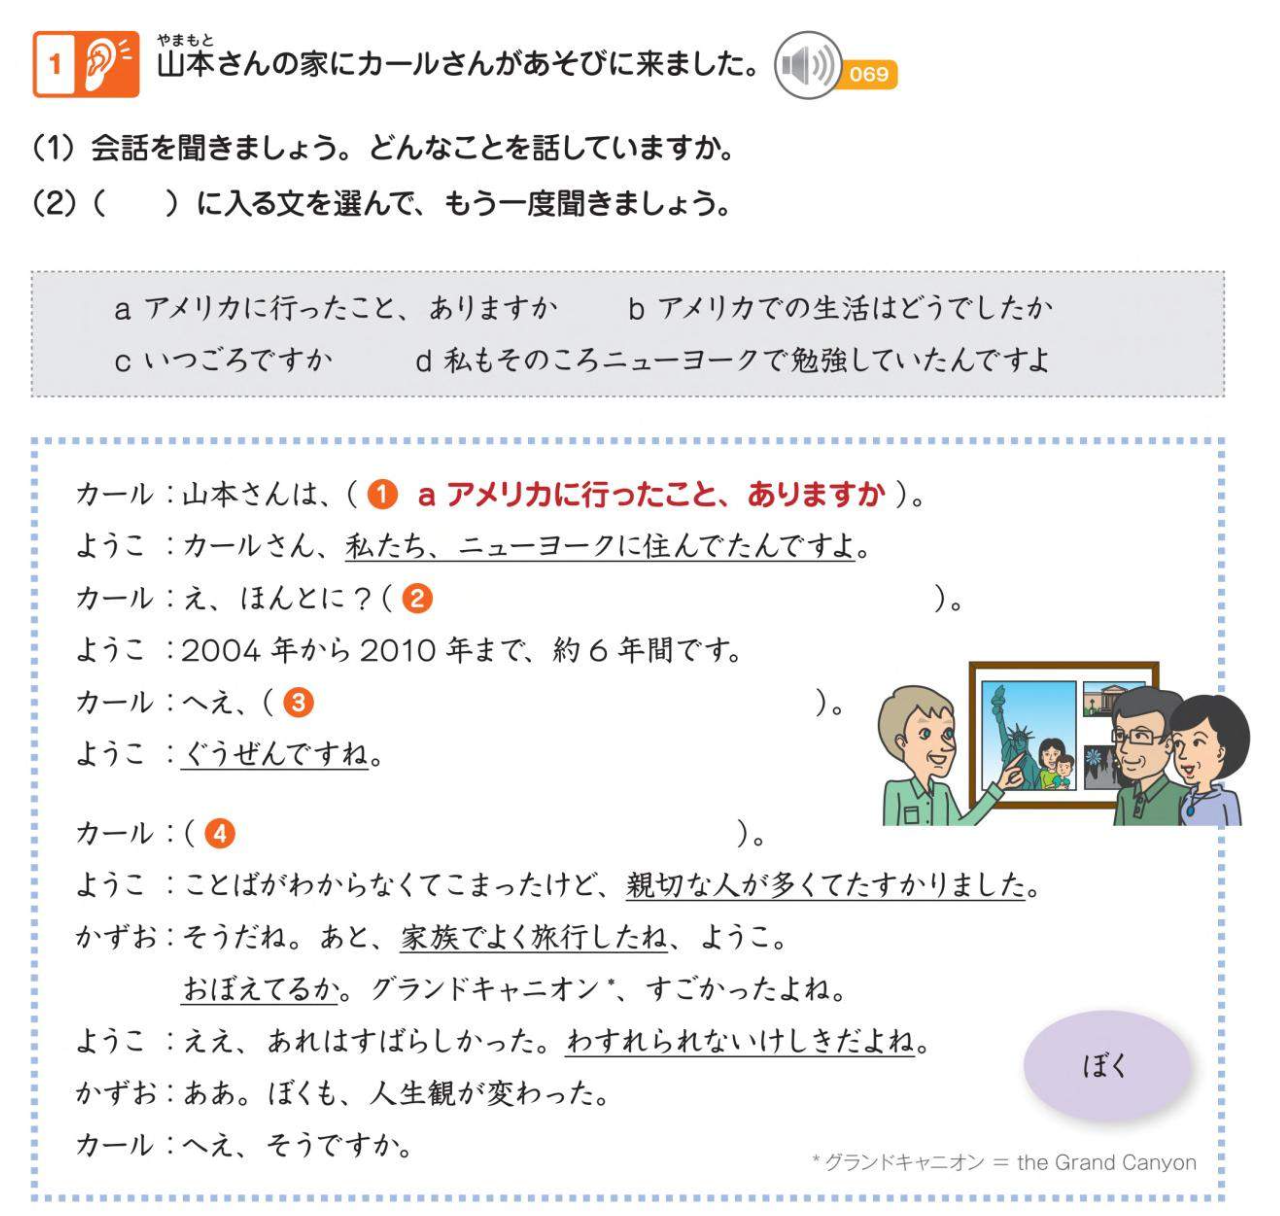 1
やまもと
山本さんの家にカールさんがあそびに来ました。 069
（1）会話を聞きましょう。どんなことを話していますか。
（2）（　　）に入る文を選んで、もう一度聞きましょう。
a アメリカに行ったこと、ありますか　　b アメリカでの生活はどうでしたか
c いつごろですか　　d 私もそのころニューヨークで勉強していたんですよ
カール：山本さんは、（ 1 a アメリカに行ったこと、ありますか ）。
ようこ：カールさん、私たち、ニューヨークに住んでたんですよ。
カール：え、ほんとに？（ 2　　）。
ようこ：2004 年から 2010 年まで、約 6 年間です。
カール：へえ、（ 3　　）。
ようこ：ぐうぜんですね。
カール：（ 4　　）。
ようこ：ことばがわからなくてこまったけど、親切な人が多くてたすかりました。
かずお：そうだね。あと、家族でよく旅行したね、ようこ。
おぼえてるか。グランドキャニオン*、すごかったよね。
ようこ：ええ、あれはすばらしかった。わすれられないけしきだよね。
かずお：ああ。ぼくも、人生観が変わった。
カール：へえ、そうですか。
ぼく
* グランドキャニオン ＝ the Grand Canyon